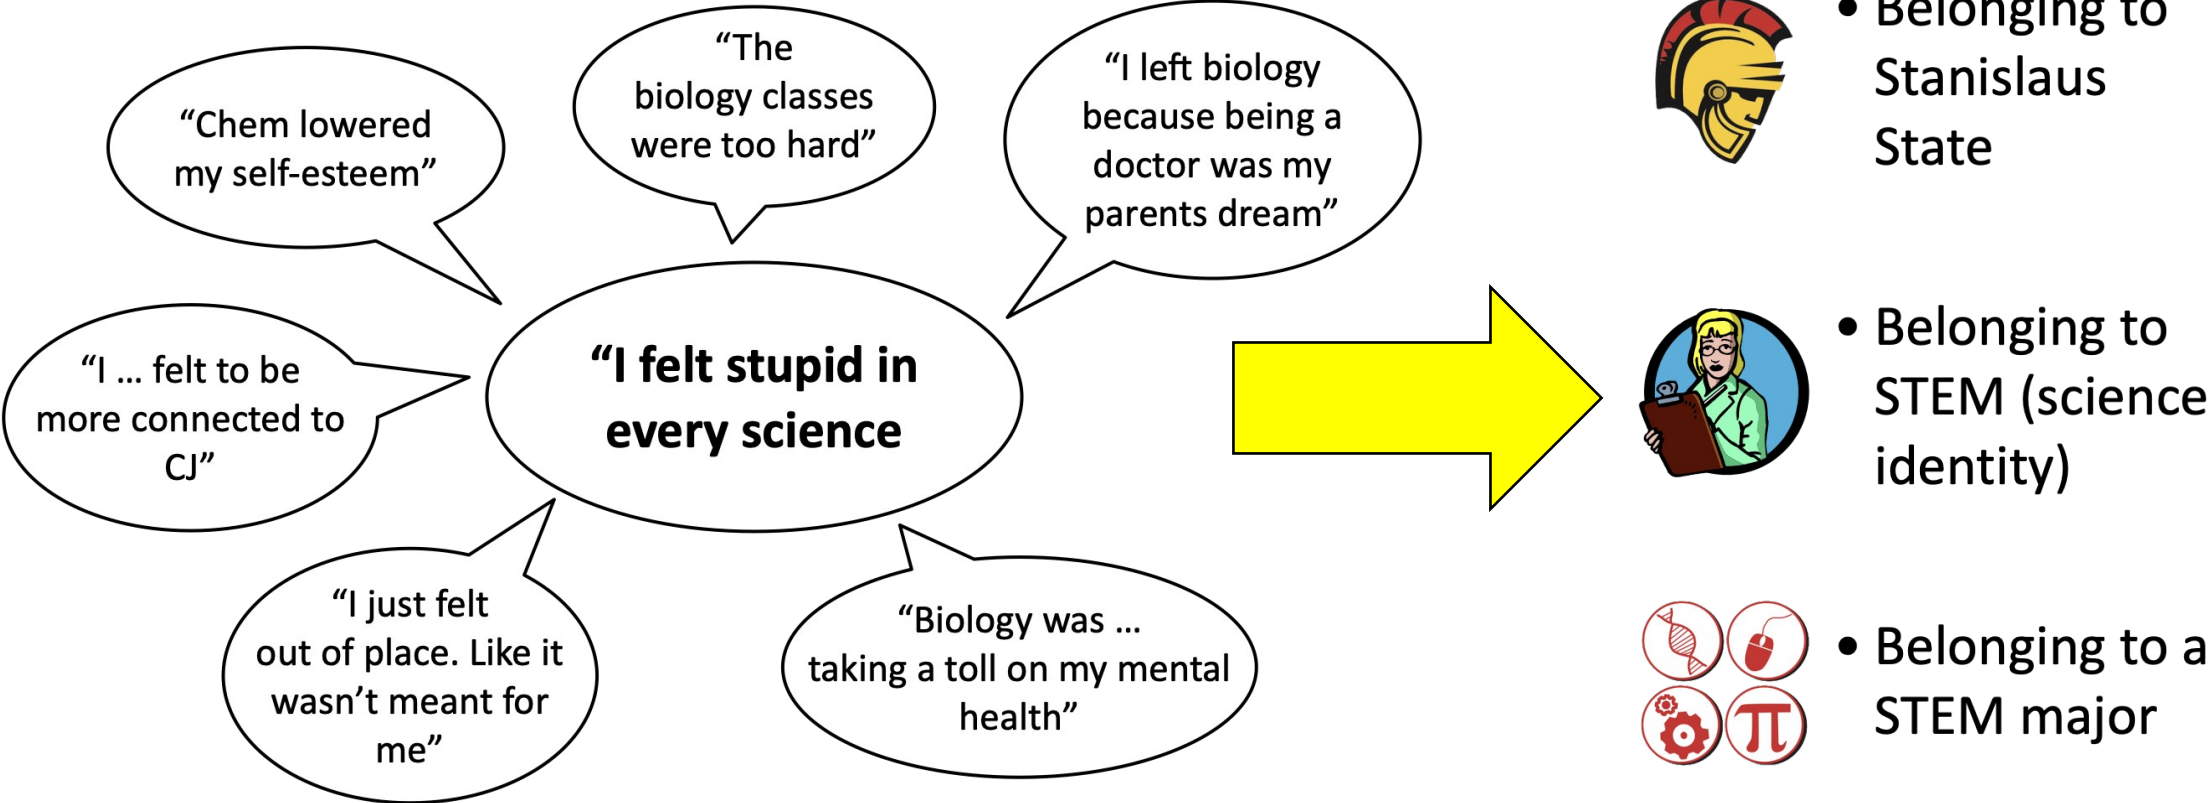 “Chem lowered
my self-esteem”
“The
biology classes
were too hard”
“I left biology
because being a
doctor was my
parents dream”
“I ... felt to be
more connected to
CJ”
“I felt stupid in
every science
“I just felt
out of place. Like it
wasn’t meant for
me”
“Biology was ...
taking a toll on my mental
health”
• Belonging to
Stanislaus
State
• Belonging to
STEM (science
identity)
π
• Belonging to a
STEM major